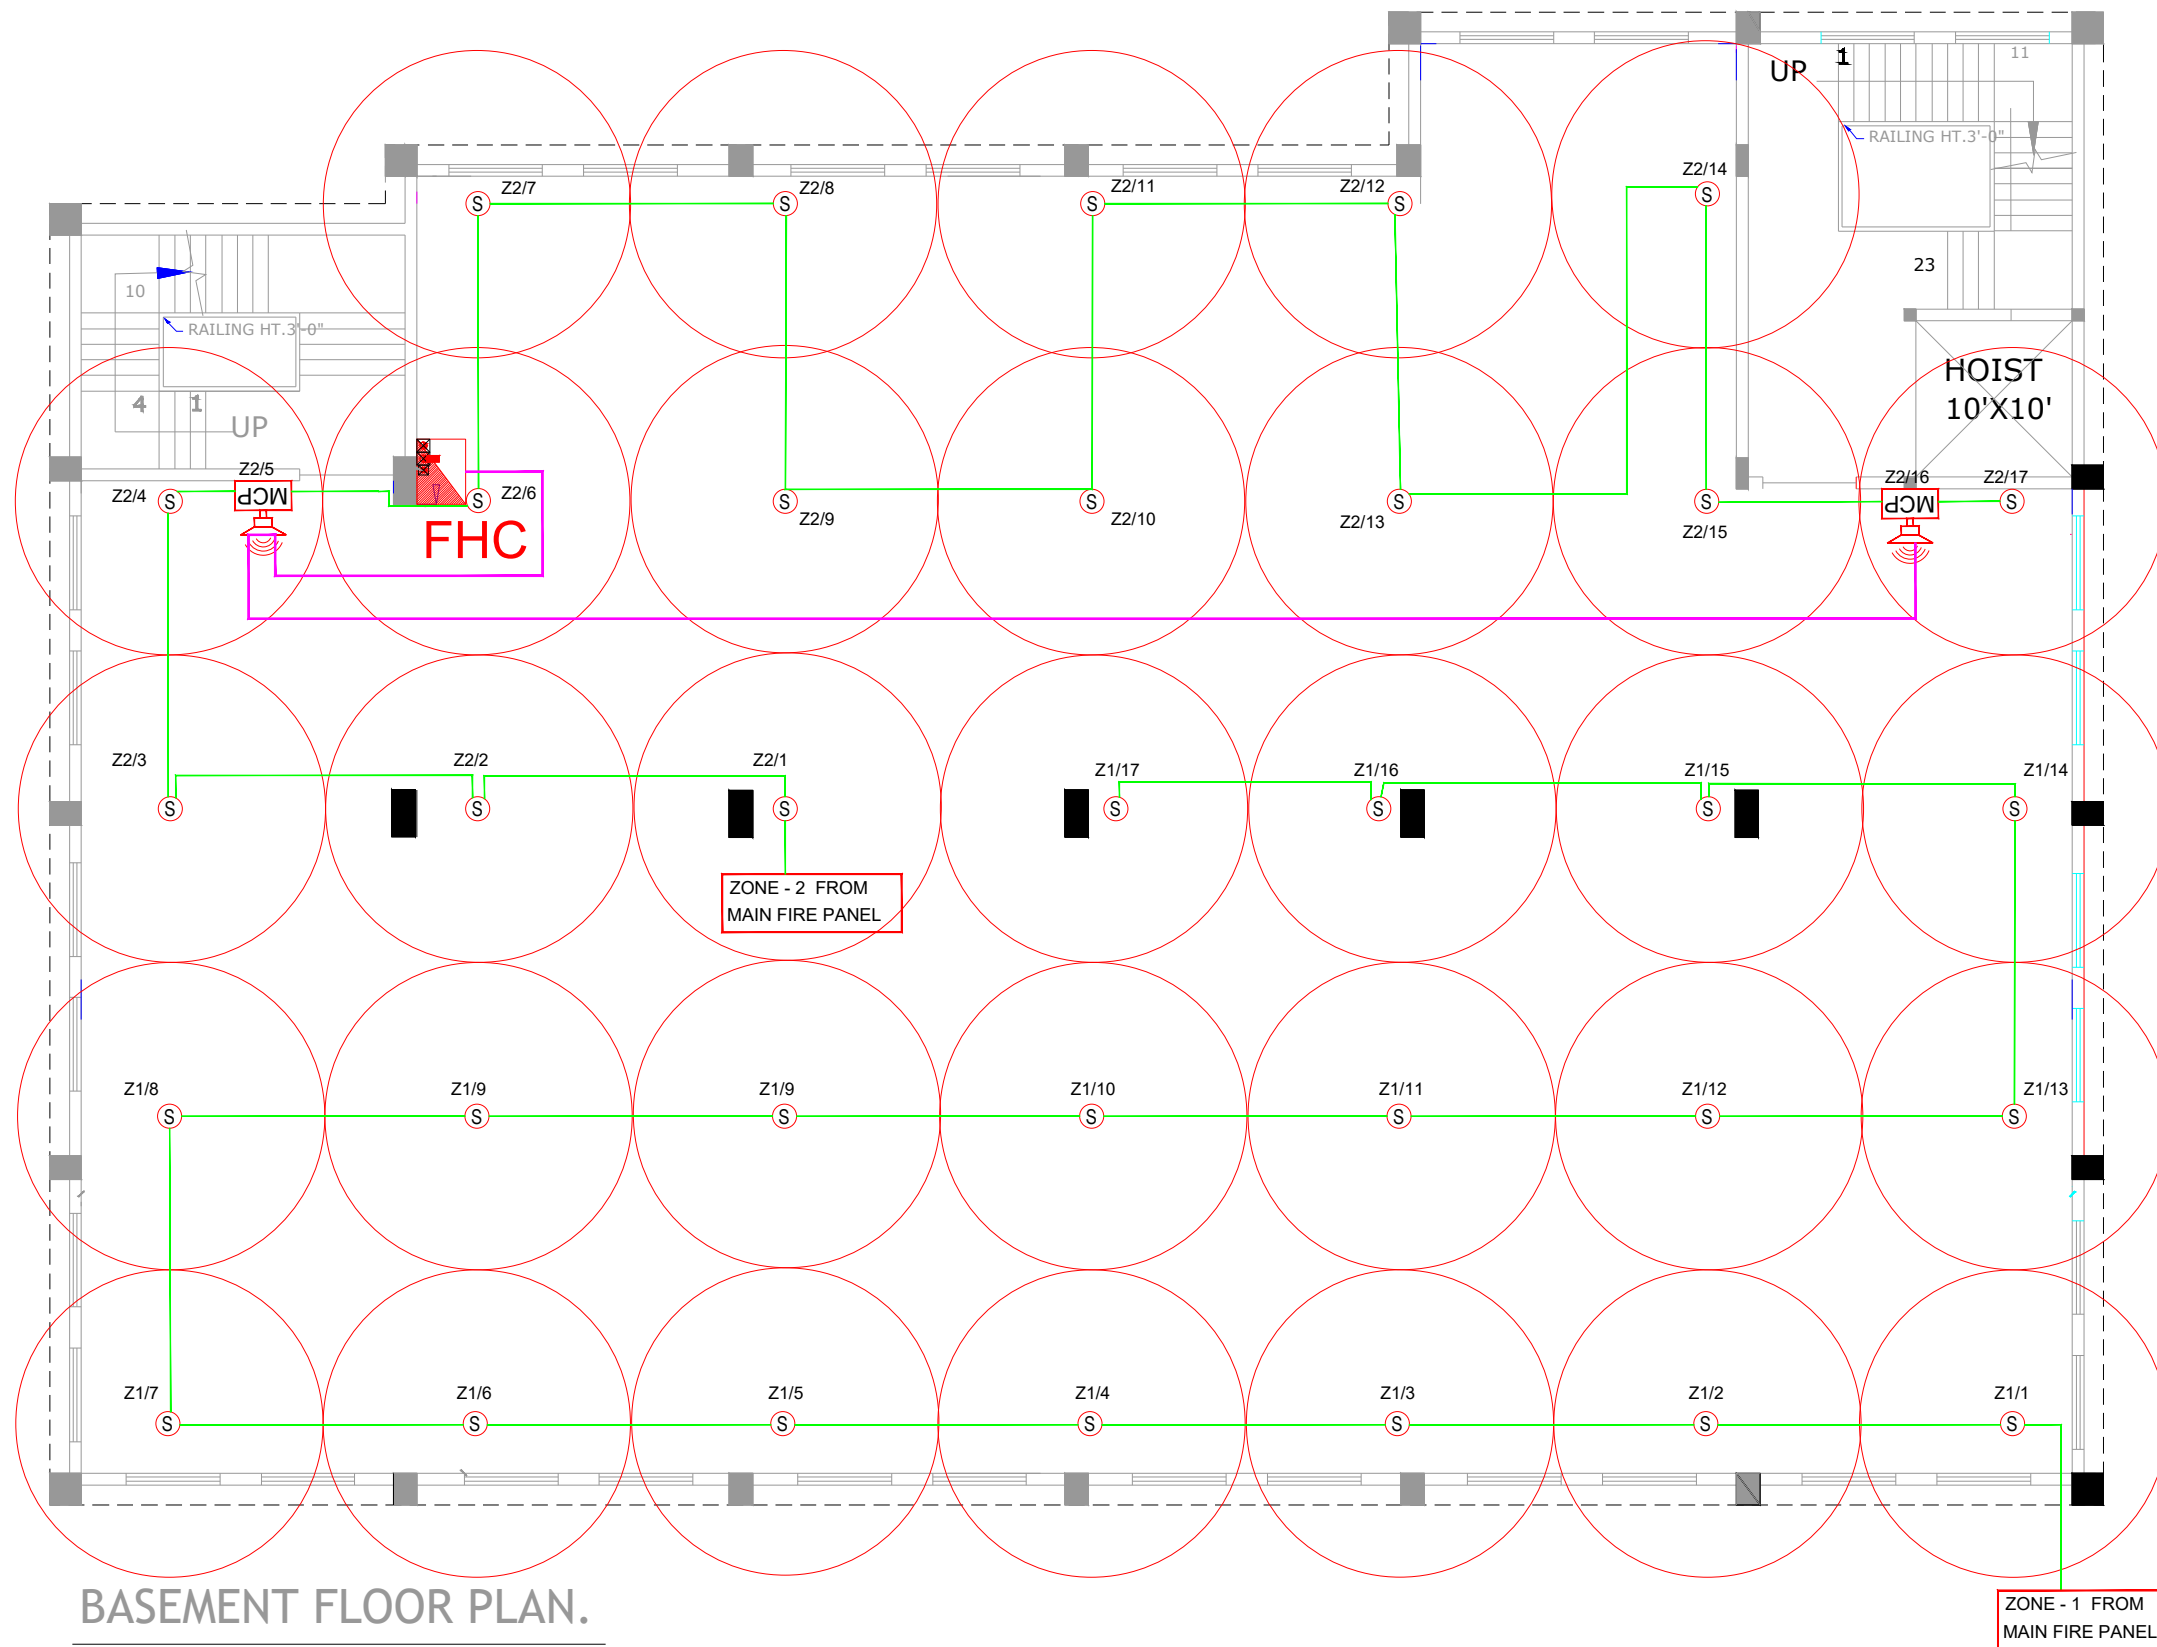 UP
1
11
RAILING HT.3'-0"
Z2/7
Z2/8
Z2/11
Z2/12
Z2/14
S
S
S
S
S
23
10
RAILING HT.3'-0"
4
1
UP
HOIST
10'X10'
Z2/4
Z2/5
Z2/6
Z2/9
Z2/10
Z2/13
Z2/15
Z2/16
Z2/17
S
MCP
S
S
S
S
S
MCP
S
FHC
Z2/3
Z2/2
Z2/1
Z1/17
Z1/16
Z1/15
Z1/14
S
S
S
S
S
S
S
ZONE - 2 FROM
MAIN FIRE PANEL
Z1/8
Z1/9
Z1/9
Z1/10
Z1/11
Z1/12
Z1/13
S
S
S
S
S
S
S
Z1/7
Z1/6
Z1/5
Z1/4
Z1/3
Z1/2
Z1/1
S
S
S
S
S
S
S
BASEMENT FLOOR PLAN.
ZONE - 1 FROM
MAIN FIRE PANEL